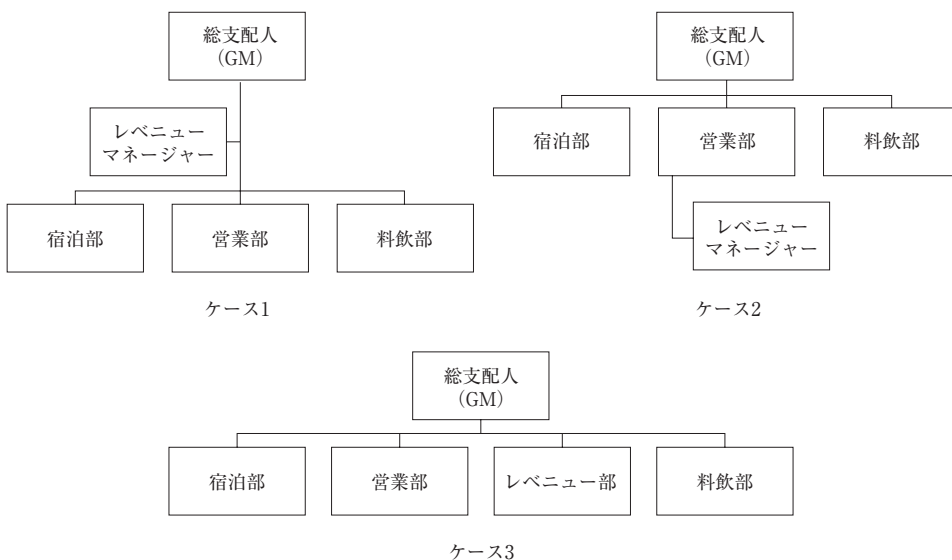 総支配人
（GM）
レベニュー
マネージャー
宿泊部
営業部
料飲部
ケース1
総支配人
（GM）
宿泊部
営業部
料飲部
レベニュー
マネージャー
ケース2
総支配人
（GM）
宿泊部
営業部
レベニュー部
料飲部
ケース3